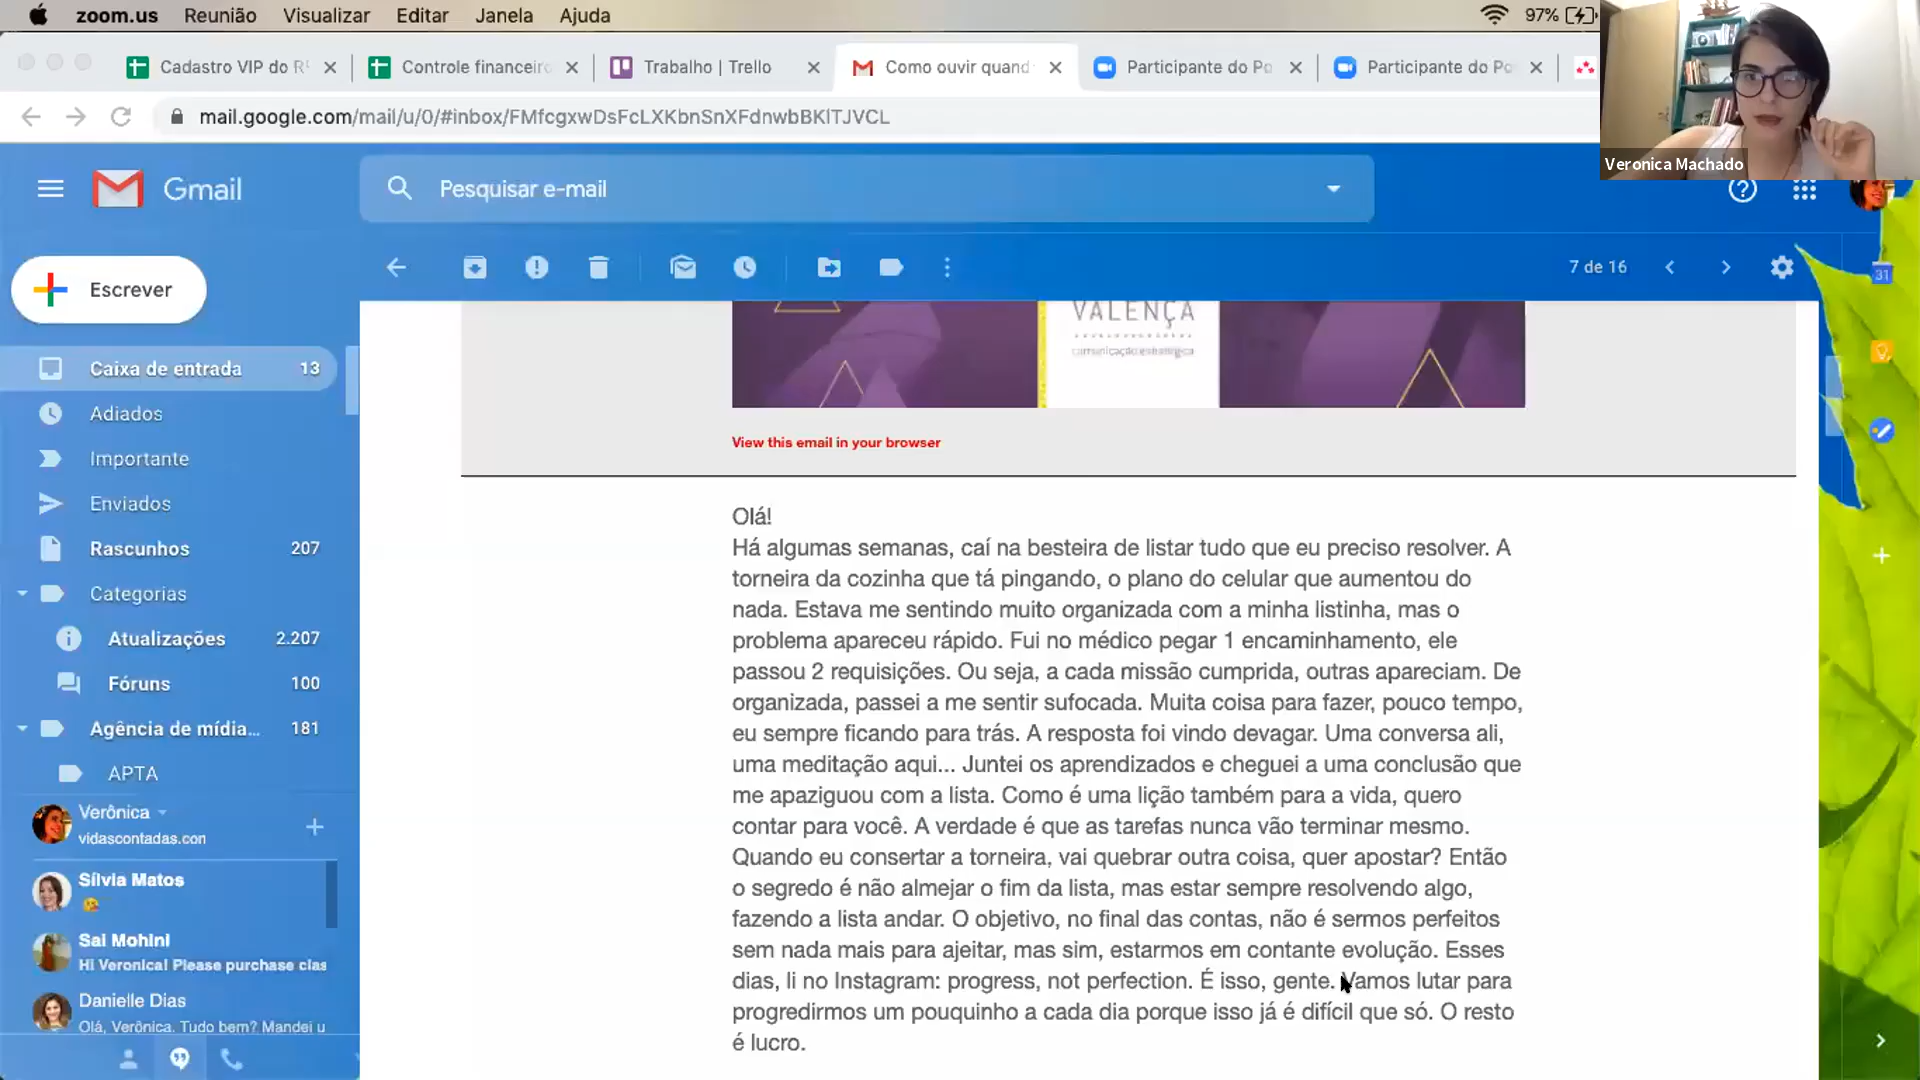 zoom.us Reunião Visualizar Editar Janela Ajuda 97%
Cadastro VIP do R Controle financeiro Trabalho | Trello Como ouvir quand Participante do Po Participante do Po
mail.google.com/mail/u/0/#inbox/FMfcgxwDsFcLXKbnSnXFdnwbBKlTJVCL
Veronica Machado
Gmail
Pesquisar e-mail
Escrever
7 de 16
31
Caixa de entrada 13
Adiados
Importante
Enviados
Rascunhos 207
Categorias
Atualizações 2.207
Fóruns 100
Agência de mídia... 181
APTA
Verônica
vidascontadas.con
Sílvia Matos
Sai Mohini
Hi Veronica! Please purchase clas
Danielle Dias
Olá, Verônica. Tudo bem? Mandei u
VALENÇA
comunicação estratégica
View this email in your browser
Olá!
Há algumas semanas, caí na besteira de listar tudo que eu preciso resolver. A
torneira da cozinha que tá pingando, o plano do celular que aumentou do
nada. Estava me sentindo muito organizada com a minha listinha, mas o
problema apareceu rápido. Fui no médico pegar 1 encaminhamento, ele
passou 2 requisições. Ou seja, a cada missão cumprida, outras apareciam. De
organizada, passei a me sentir sufocada. Muita coisa para fazer, pouco tempo,
eu sempre ficando para trás. A resposta foi vindo devagar. Uma conversa ali,
uma meditação aqui... Juntei os aprendizados e cheguei a uma conclusão que
me apaziguou com a lista. Como é uma lição também para a vida, quero
contar para você. A verdade é que as tarefas nunca vão terminar mesmo.
Quando eu consertar a torneira, vai quebrar outra coisa, quer apostar? Então
o segredo é não almejar o fim da lista, mas estar sempre resolvendo algo,
fazendo a lista andar. O objetivo, no final das contas, não é sermos perfeitos
sem nada mais para ajeitar, mas sim, estarmos em contante evolução. Esses
dias, li no Instagram: progress, not perfection. É isso, gente. Vamos lutar para
progredirmos um pouquinho a cada dia porque isso já é difícil que só. O resto
é lucro.